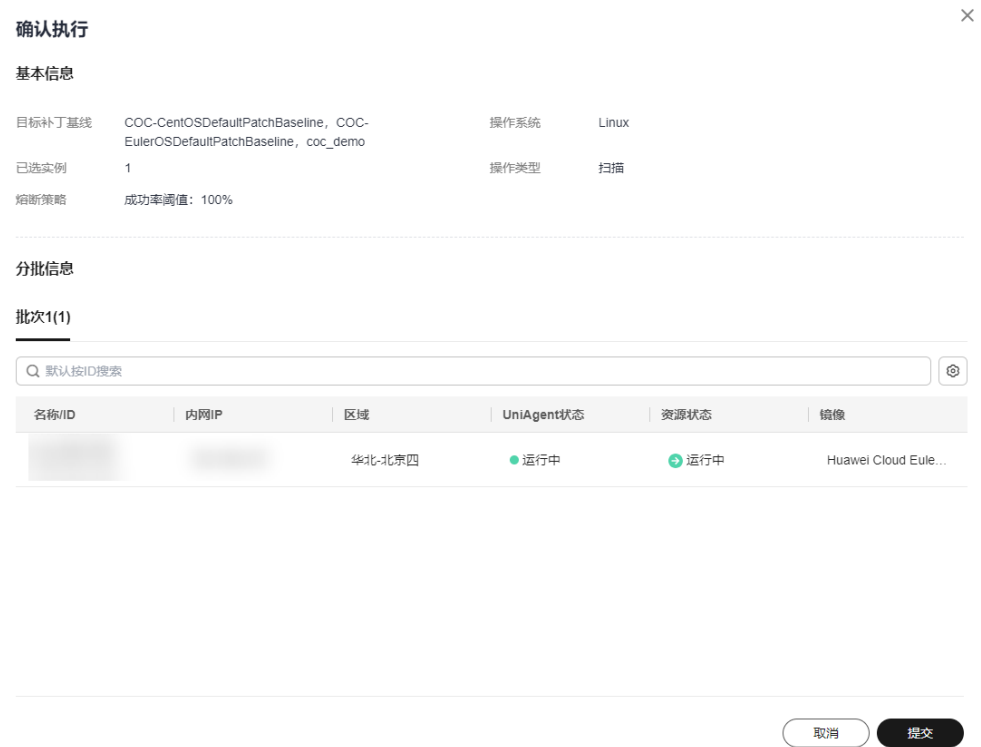 确认执行
基本信息
目标补丁基线 COC-CentOSDefaultPatchBaseline，COC- 操作系统 Linux
EulerOSDefaultPatchBaseline，coc_demo
已选实例 1 操作类型 扫描
熔断策略 成功率阈值：100%
分批信息
批次1(1)
默认按ID搜索
名称/ID 内网IP 区域 UniAgent状态 资源状态 镜像
华北-北京四 运行中 运行中 Huawei Cloud Eule...
取消 提交